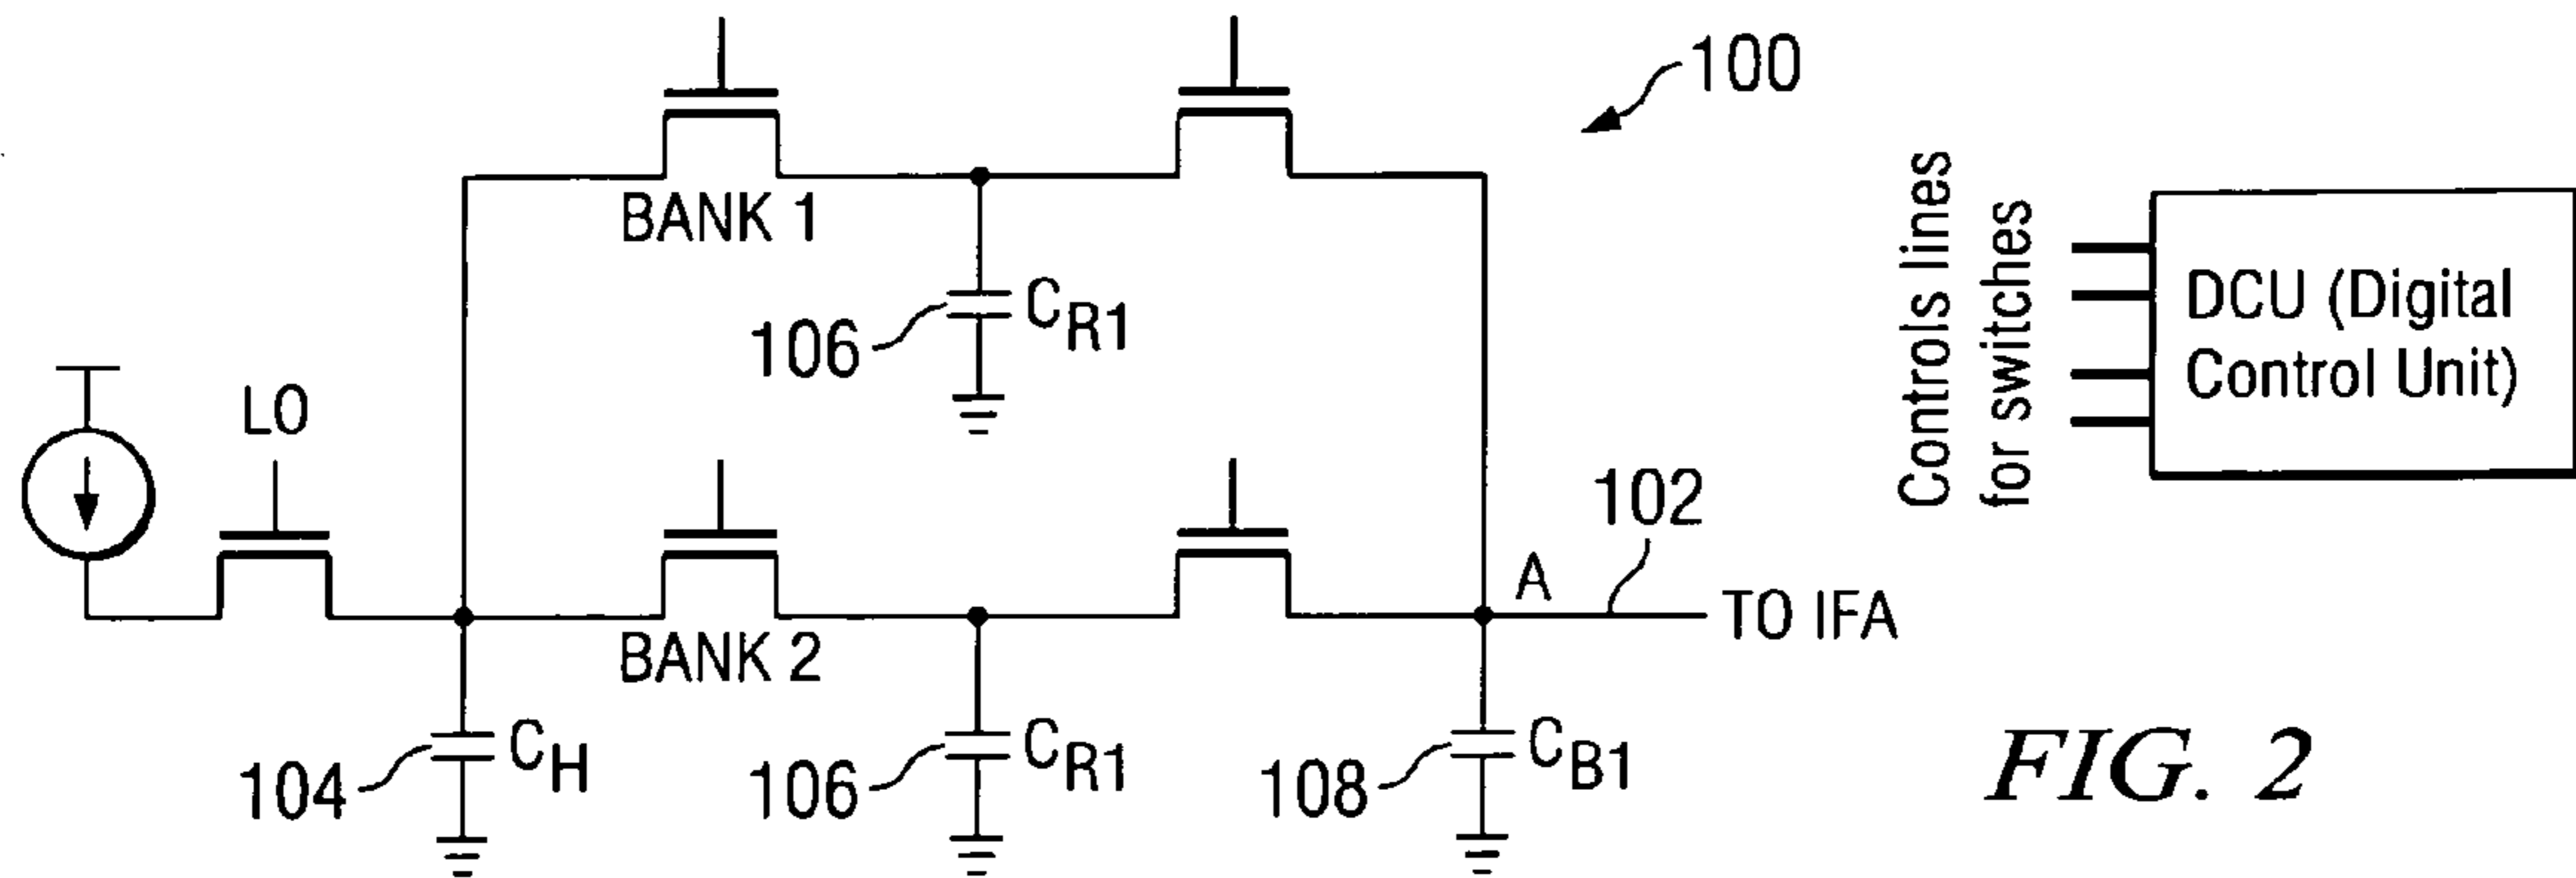 100
BANK 1
106
CR1
LO
Controls lines
for switches
DCU (Digital
Control Unit)
102
A
TO IFA
BANK 2
104
CH
106
CR1
108
CB1
FIG. 2